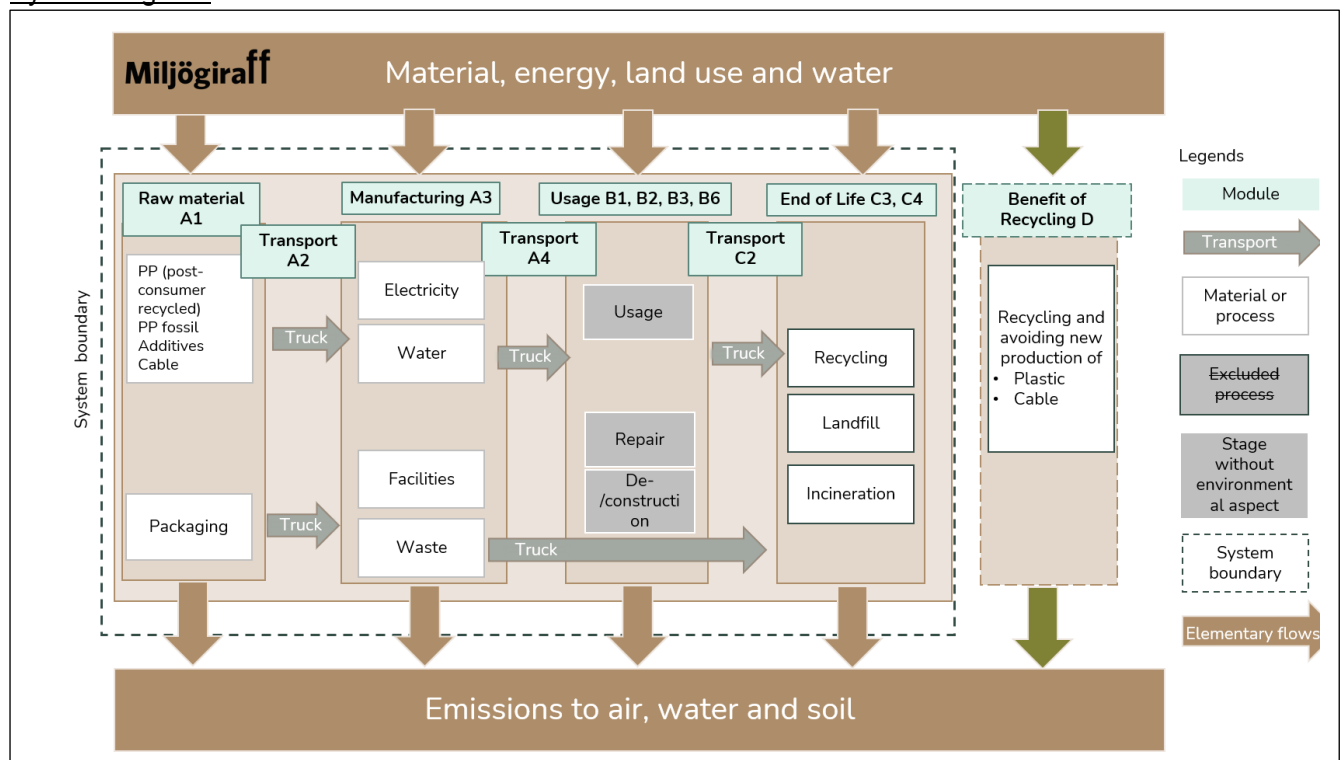 Miljögiraff
Material, energy, land use and water
System boundary
Raw material
A1
Transport
A2
Manufacturing A3
Transport
A4
Usage B1, B2, B3, B6
Transport
C2
End of Life C3, C4
Benefit of
Recycling D
PP (post-
consumer
recycled)
PP fossil
Additives
Cable
Packaging
Truck
Truck
Electricity
Water
Facilities
Waste
Truck
Truck
Usage
Repair
De-
/constructi
on
Truck
Recycling
Landfill
Incineration
Recycling and
avoiding new
production of
• Plastic
• Cable
Legends
Module
Transport
Material or
process
Excluded
process
Stage
without
environment
al aspect
System
boundary
Elementary flows
Emissions to air, water and soil